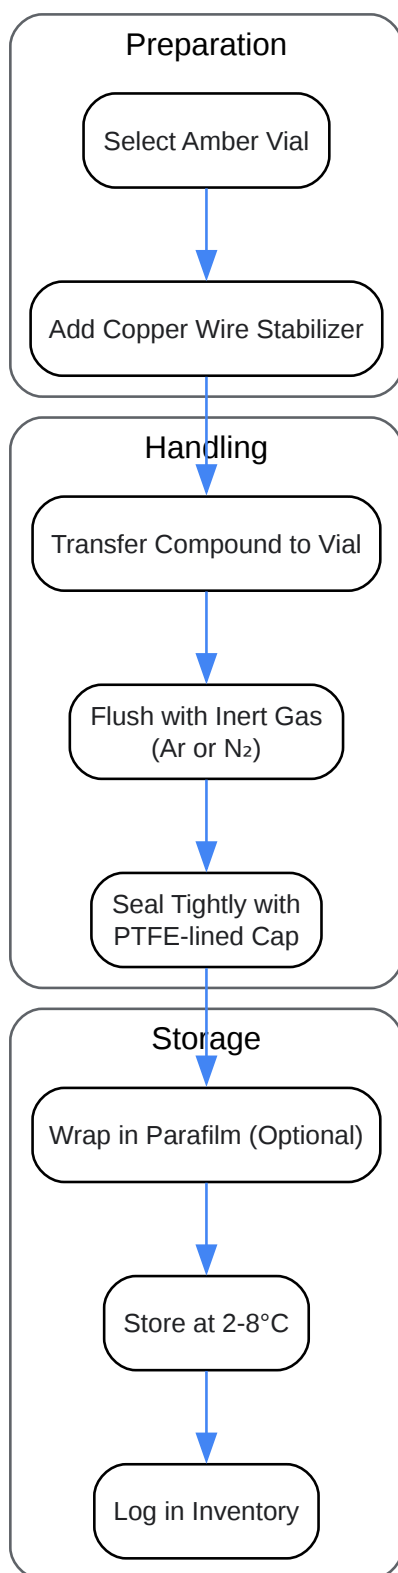 Preparation
Select Amber Vial
Add Copper Wire Stabilizer
Handling
Transfer Compound to Vial
Flush with Inert Gas
(Ar or N₂)
Seal Tightly with
PTFE-lined Cap
Storage
Wrap in Parafilm (Optional)
Store at 2-8°C
Log in Inventory